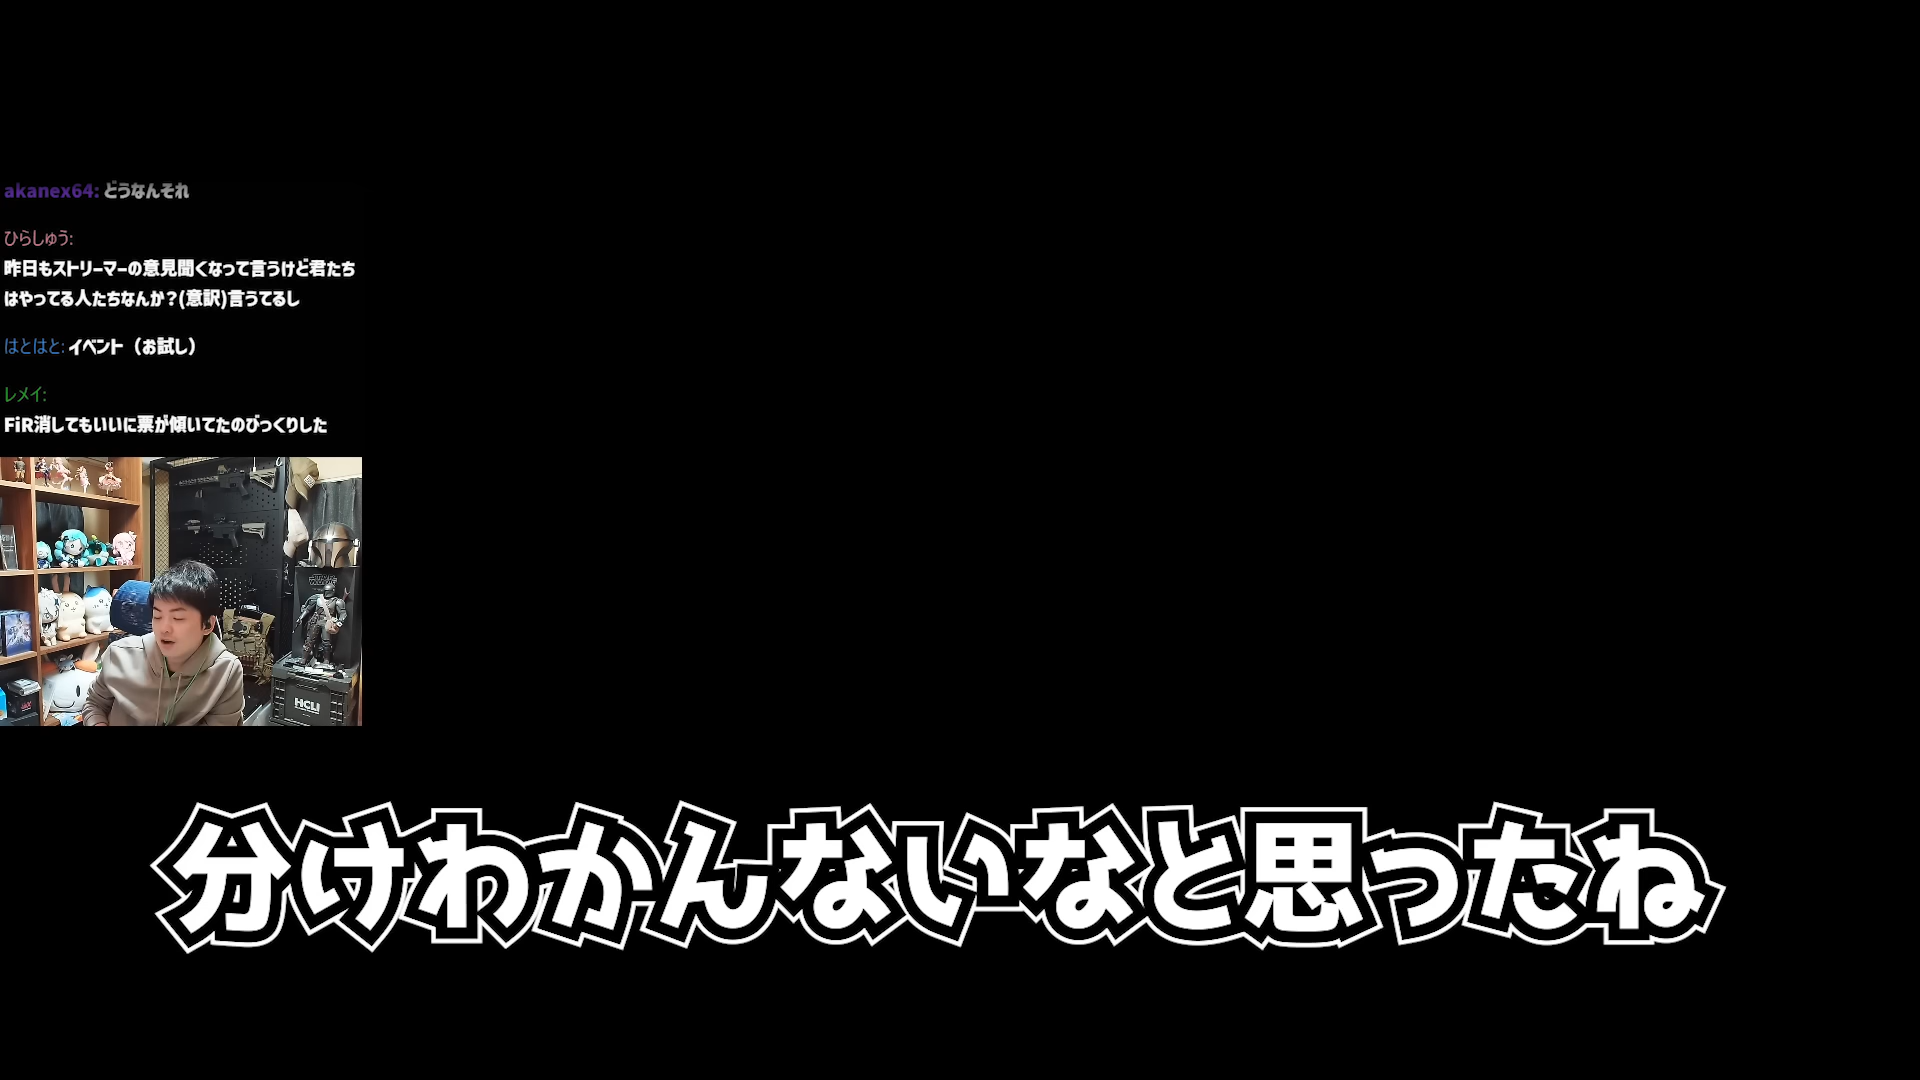 akanex64: どうなんそれ
ひらしゅう:
昨日もストリーマーの意見聞くなって言うけど君たち
はやってる人たちなんか？(意訳)言うてるし
はとはと: イベント（お試し）
レメイ:
FiR消してもいいに票が傾いてたのびっくりした
HCLI
分けわかんないなと思ったね